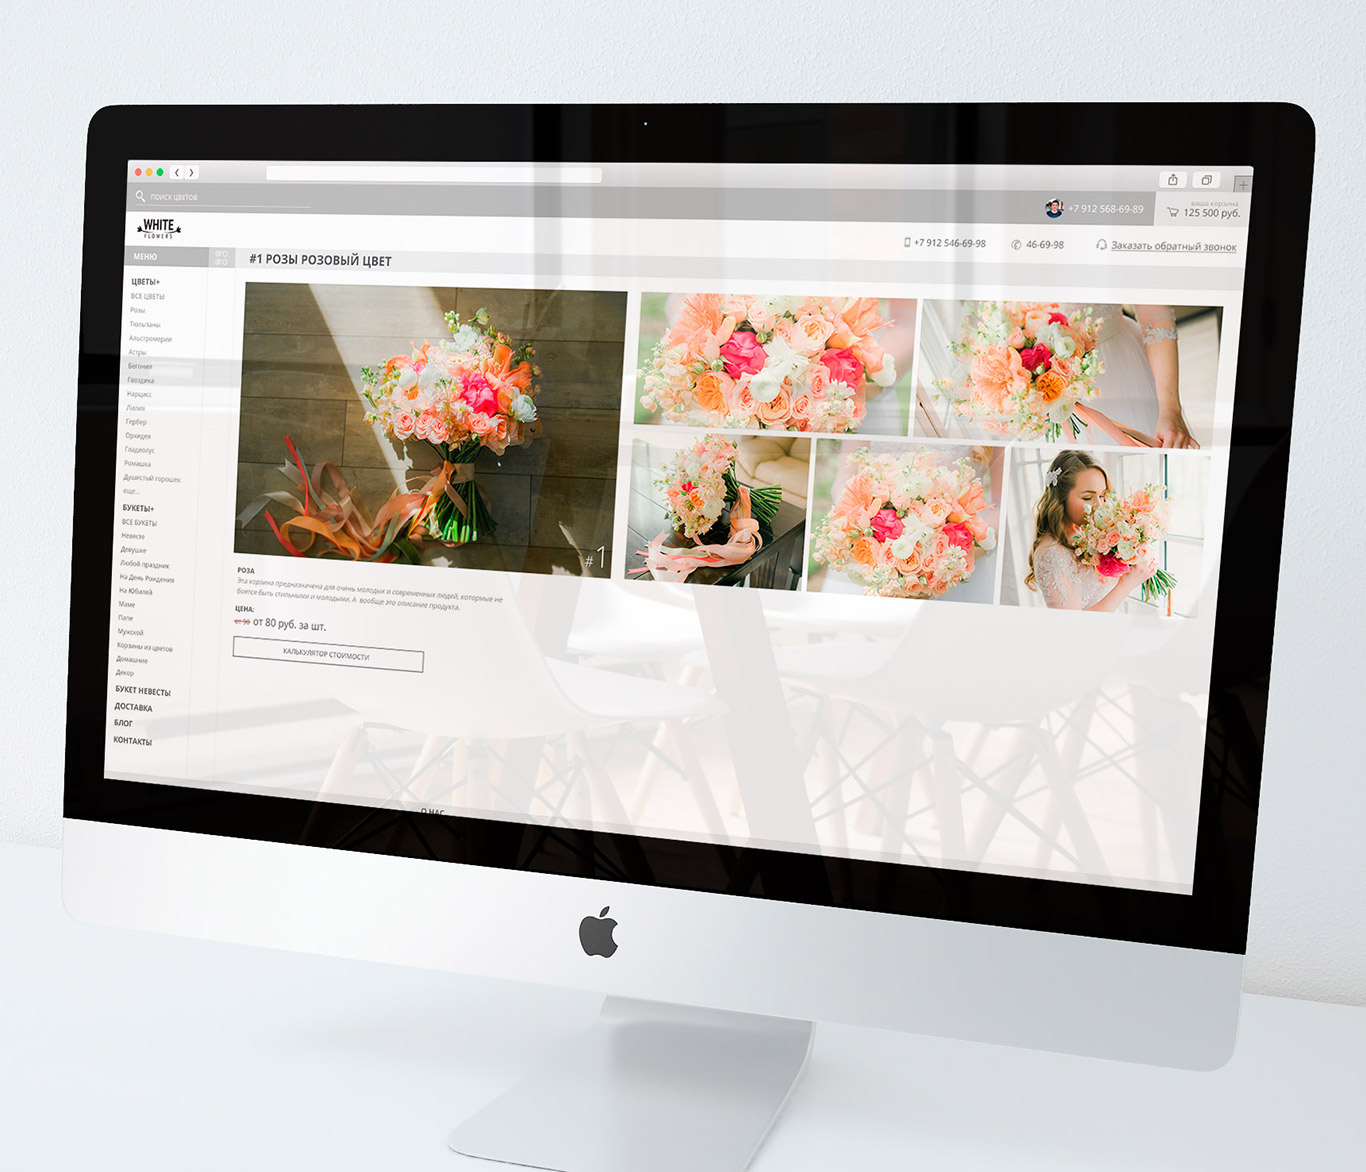 ПОИСК ЦВЕТОВ
+7 912 568-69-89
ваша корзина
125 500 руб.
WHITE
FLOWERS
+7 912 546-69-98
46-69-98
Заказать обратный звонок
МЕНЮ
#1 РОЗЫ РОЗОВЫЙ ЦВЕТ
ЦВЕТЫ+
ВСЕ ЦВЕТЫ
Розы
Тюльпаны
Альстромерии
Астры
Бегония
Гвоздика
Нарцисс
Лилия
Гербер
Орхидея
Гладиолус
Ромашка
Душистый горошек
еще...
БУКЕТЫ+
ВСЕ БУКЕТЫ
Невесте
Девушке
Любой праздник
На День Рождения
На Юбилей
Маме
Папе
Мужской
Корзины из цветов
Домашние
Декор
БУКЕТ НЕВЕСТЫ
ДОСТАВКА
БЛОГ
КОНТАКТЫ
#1
РОЗА
Эта корзина предназначена для очень молодых и современных людей, котормые не
боятся быть стильными и молодыми. А вообще это описание продукта.
ЦЕНА:
от 90 от 80 руб. за шт.
КАЛЬКУЛЯТОР СТОИМОСТИ
О НАС